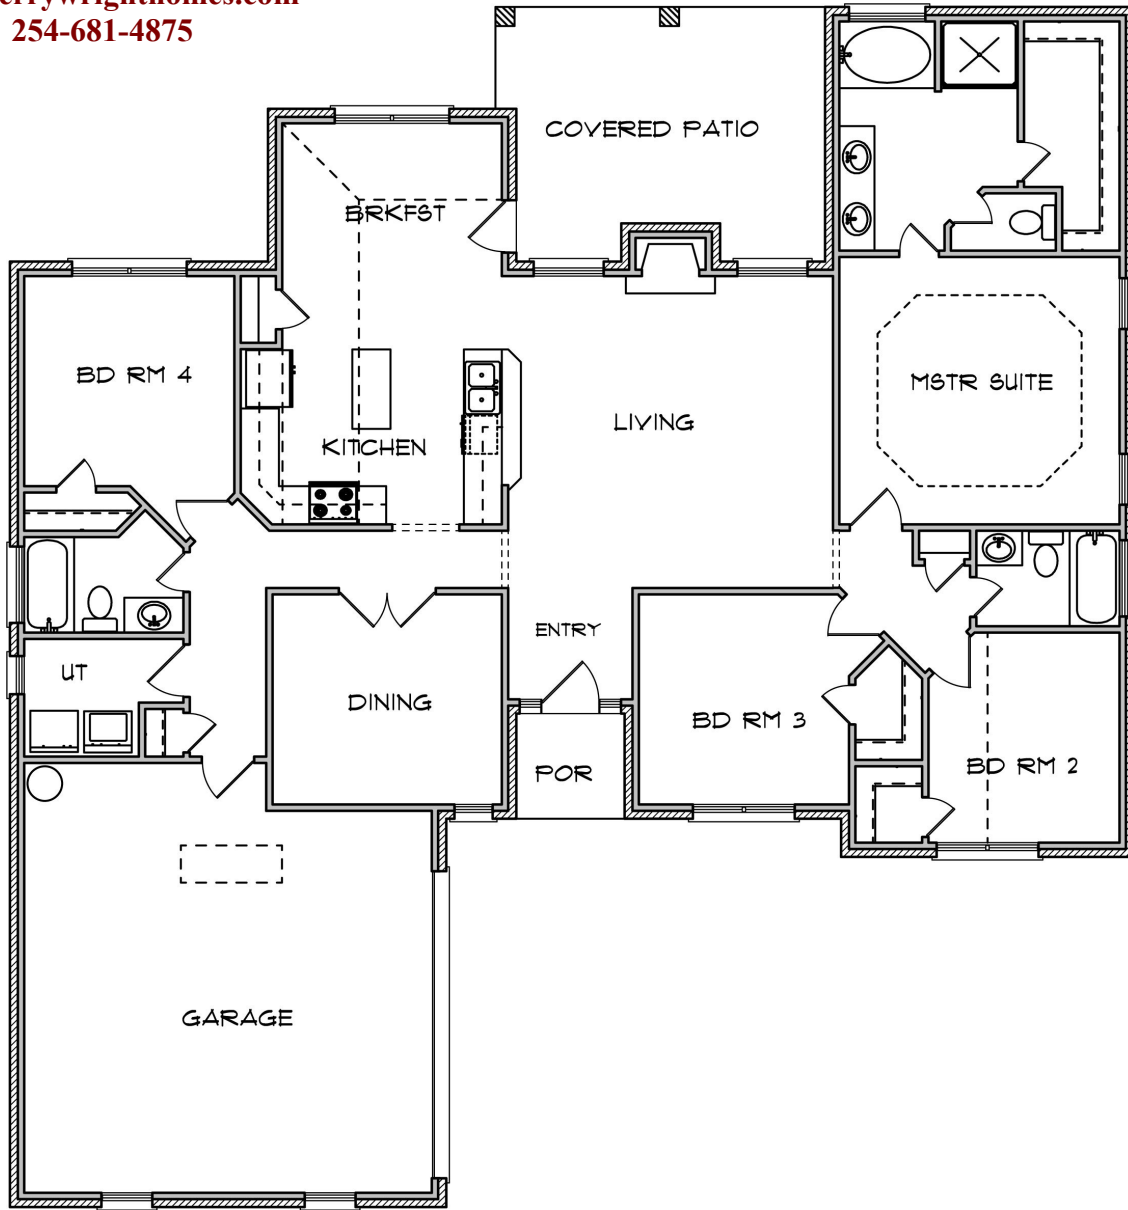 254-681-4875
COVERED PATIO
BRKFST
BD RM 4
MSTR SUITE
LIVING
KITCHEN
ENTRY
UT
DINING
BD RM 3
BD RM 2
POR
GARAGE